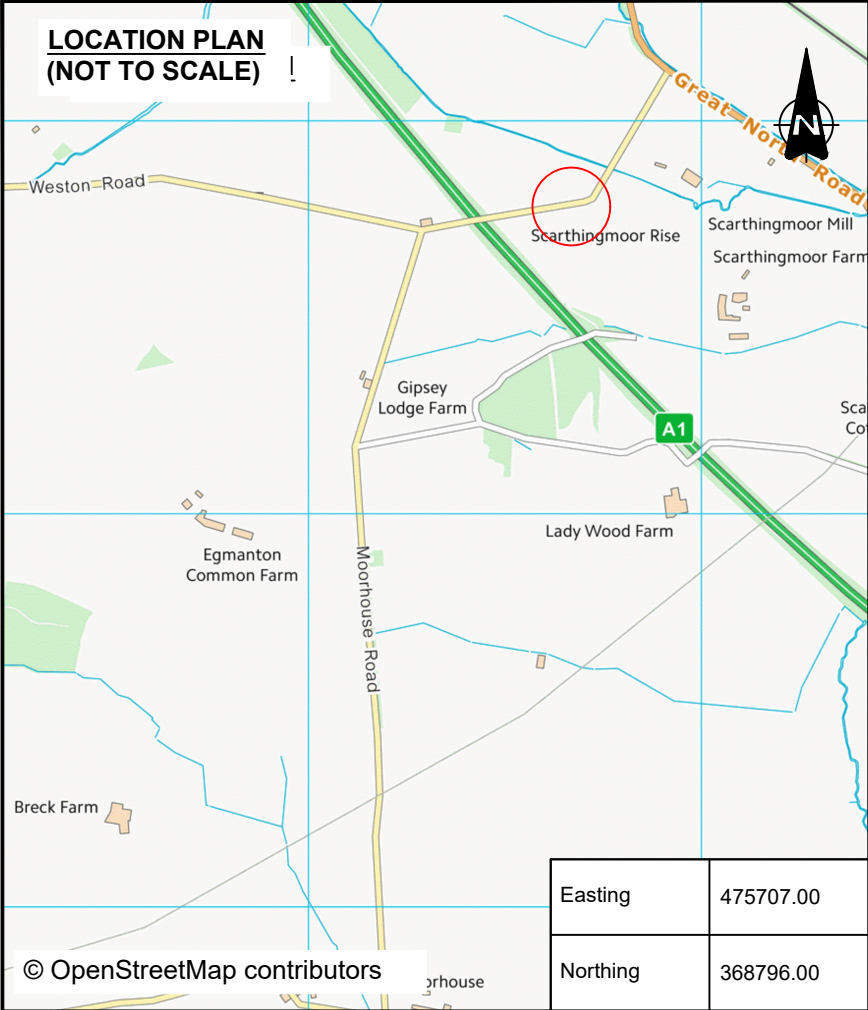 LOCATION PLAN
(NOT TO SCALE)
Great North Road
N
Weston Road
Scarthingmoor Rise
Scarthingmoor Mill
Scarthingmoor Farm
Gipsey
Lodge Farm
A1
Lady Wood Farm
Egmanton
Common Farm
Moorhouse Road
Breck Farm
Easting 475707.00
Northing 368796.00
© OpenStreetMap contributors